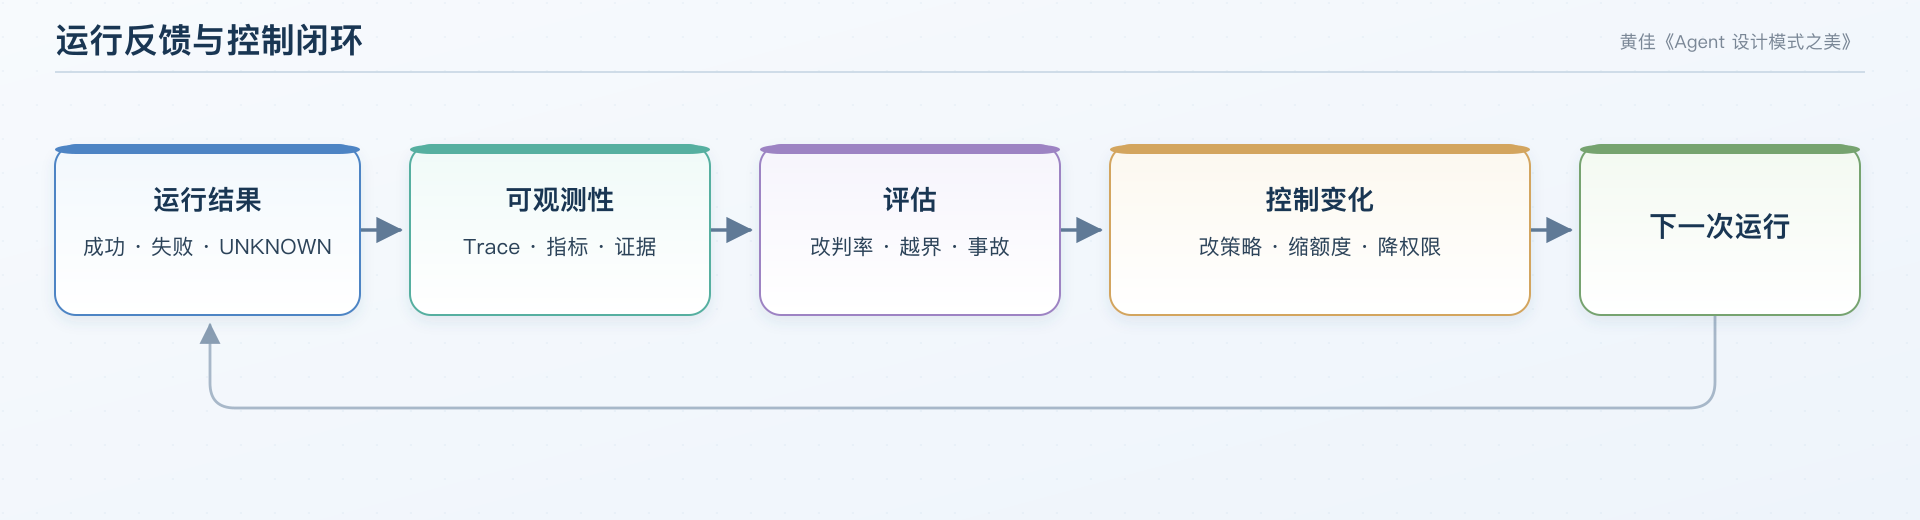 运行反馈与控制闭环
黄佳《Agent 设计模式之美》
运行结果
成功 · 失败 · UNKNOWN
可观测性
Trace · 指标 · 证据
评估
改判率 · 越界 · 事故
控制变化
改策略 · 缩额度 · 降权限
下一次运行